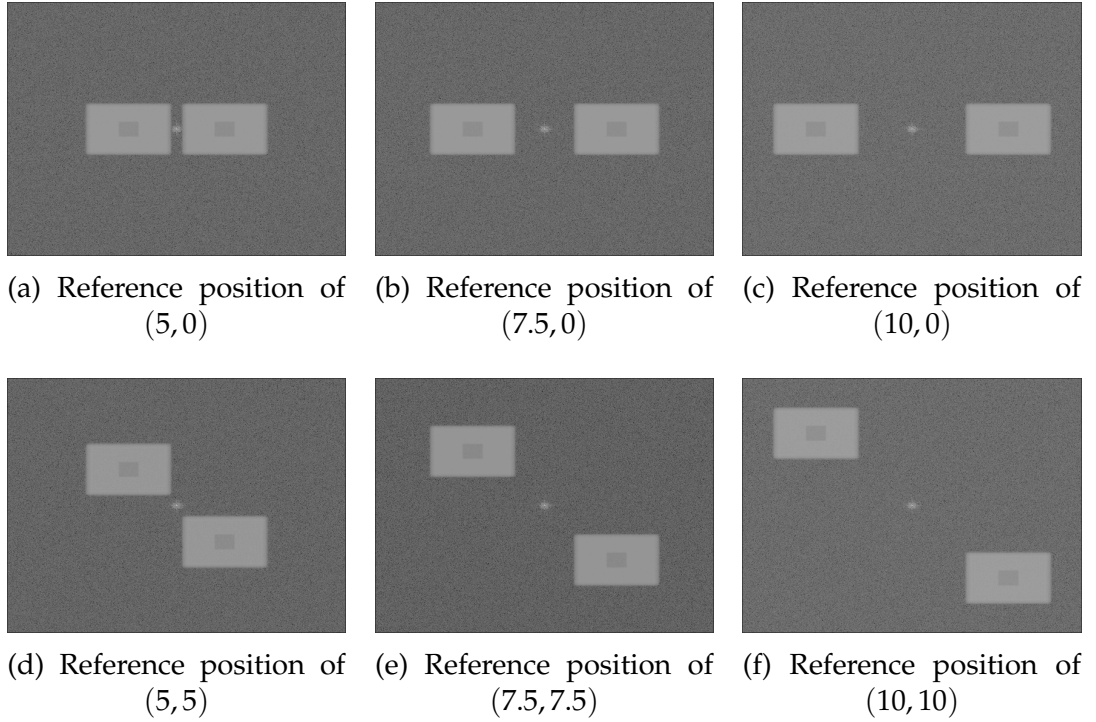 (a) Reference position of
(5, 0)
(b) Reference position of
(7.5, 0)
(c) Reference position of
(10, 0)
(d) Reference position of
(5, 5)
(e) Reference position of
(7.5, 7.5)
(f) Reference position of
(10, 10)